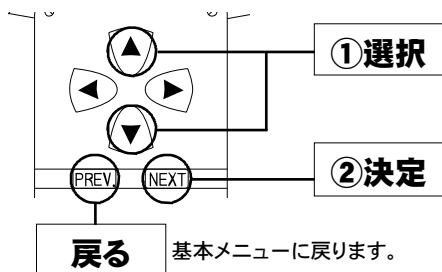 ①選択
PREV.
NEXT
②決定
戻る
基本メニューに戻ります。